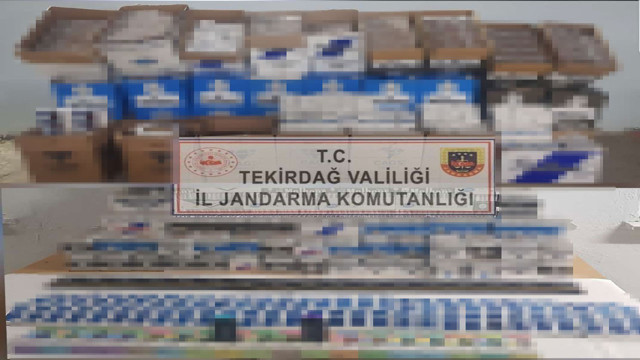 T.C.
TEKİRDAĞ VALİLİĞİ
İL JANDARMA KOMUTANLIĞI